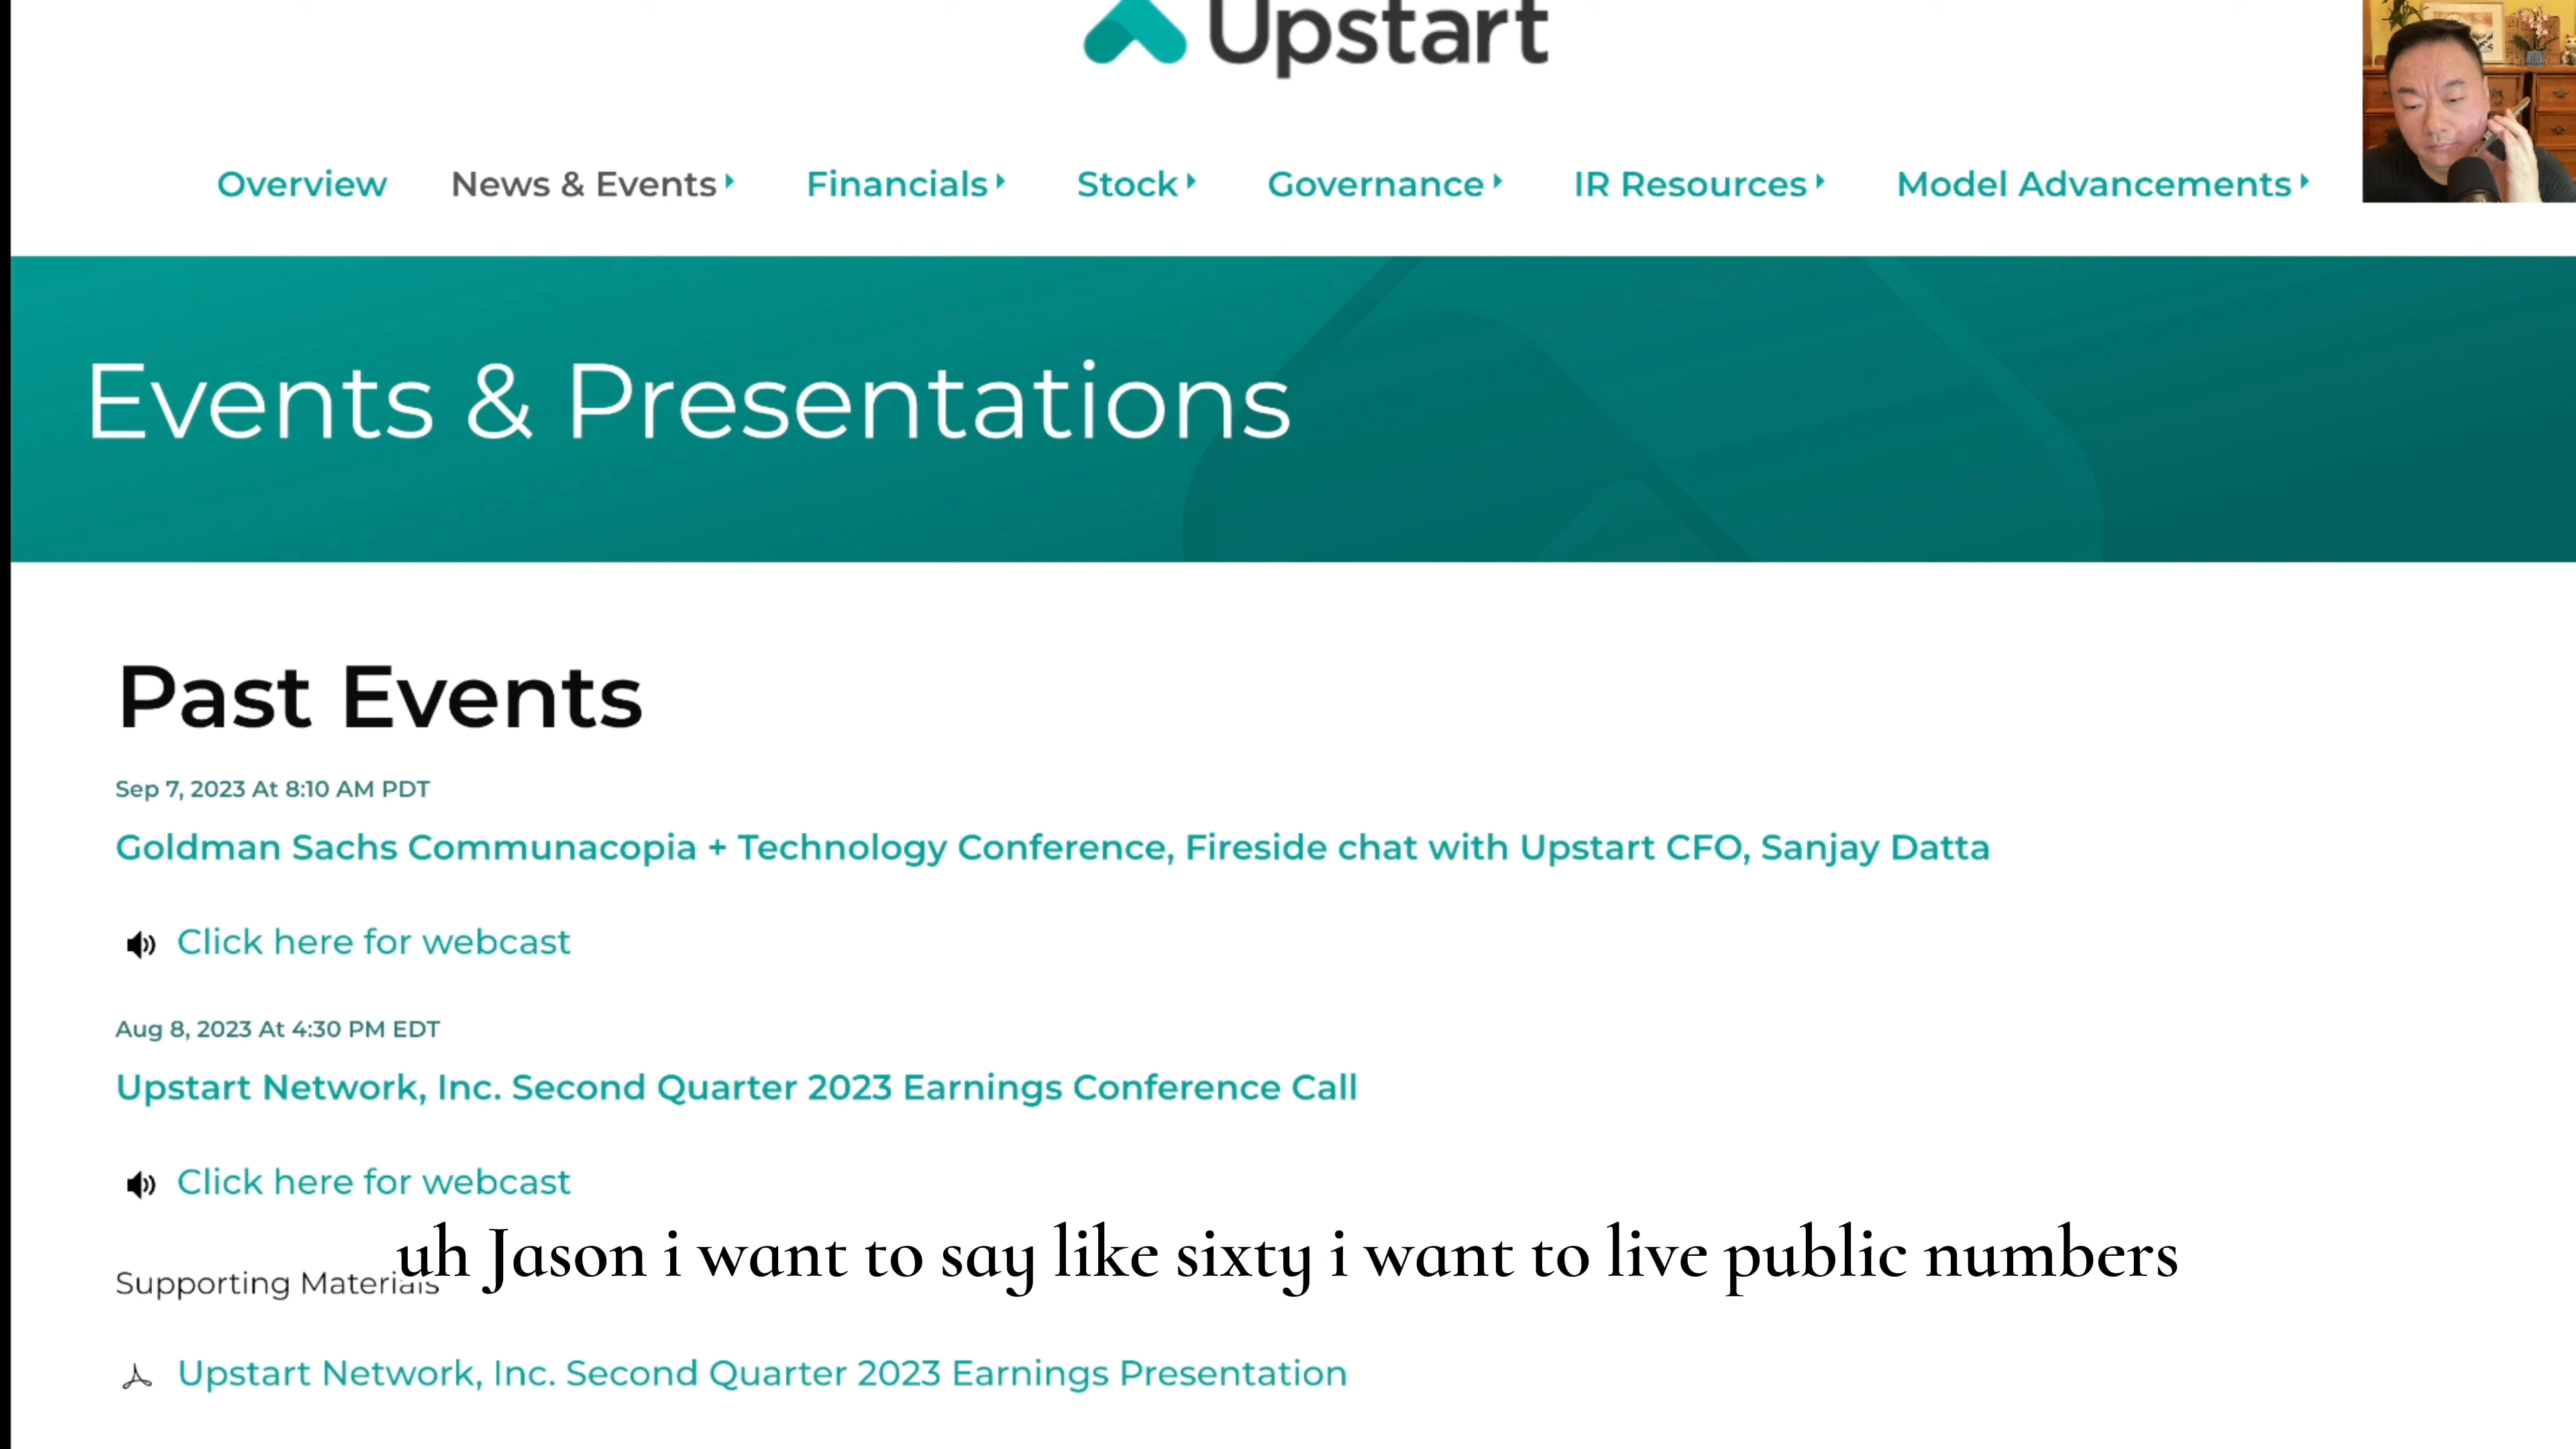 Upstart
Overview News & Events Financials Stock Governance IR Resources Model Advancements
Events & Presentations
Past Events
Sep 7, 2023 At 8:10 AM PDT
Goldman Sachs Communacopia + Technology Conference, Fireside chat with Upstart CFO, Sanjay Datta
Click here for webcast
Aug 8, 2023 At 4:30 PM EDT
Upstart Network, Inc. Second Quarter 2023 Earnings Conference Call
Click here for webcast
uh Jason i want to say like sixty i want to live public numbers
Supporting Materials
Upstart Network, Inc. Second Quarter 2023 Earnings Presentation